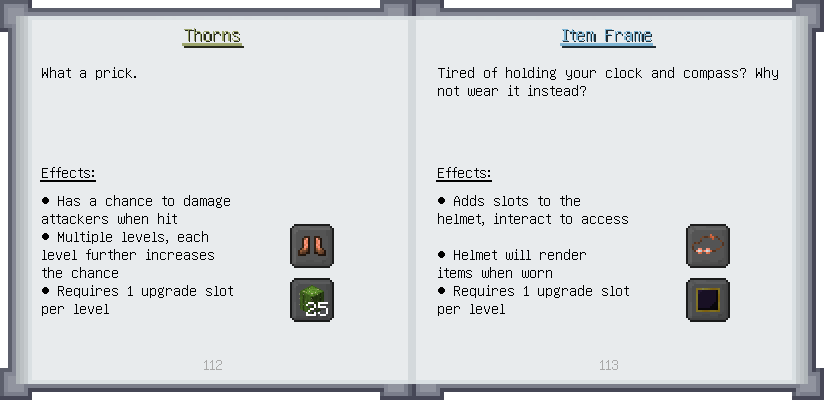 Thorns
What a prick.
Effects:
● Has a chance to damage
attackers when hit
● Multiple levels, each
level further increases
the chance
● Requires 1 upgrade slot
per level
25
112
Item Frame
Tired of holding your clock and compass? Why
not wear it instead?
Effects:
● Adds slots to the
helmet, interact to access
● Helmet will render
items when worn
● Requires 1 upgrade slot
per level
113